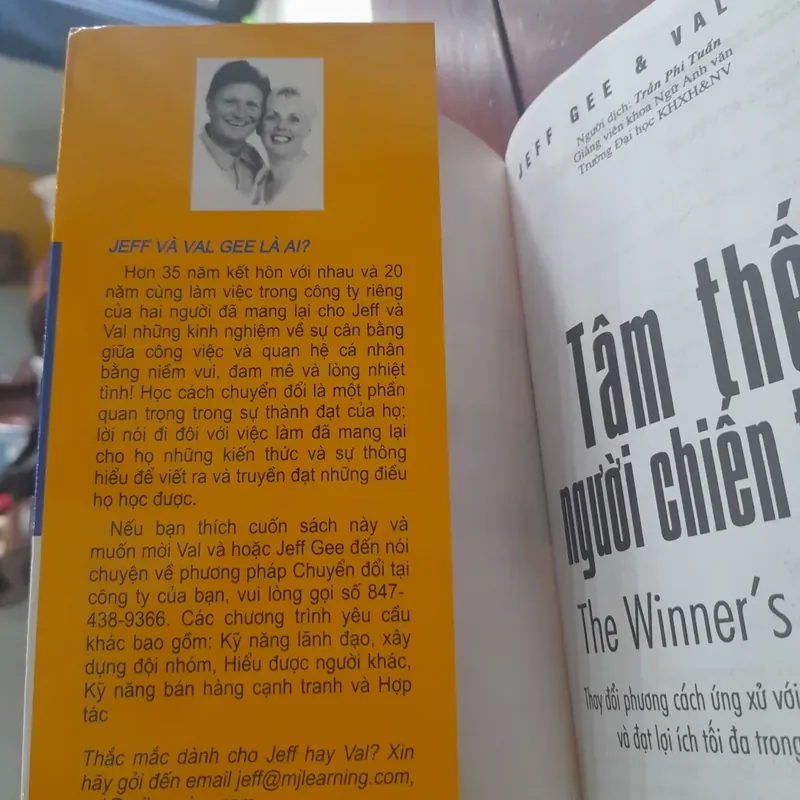 JEFF VÀ VAL GEE LÀ AI?
Hơn 35 năm kết hôn với nhau và 20
năm cùng làm việc trong công ty riêng
của hai người đã mang lại cho Jeff và
Val những kinh nghiệm về sự cân bằng
giữa công việc và quan hệ cá nhân
bằng niềm vui, đam mê và lòng nhiệt
tình! Học cách chuyển đổi là một phần
quan trọng trong sự thành đạt của họ;
lời nói đi đôi với việc làm đã mang lại
cho họ những kiến thức và sự thông
hiểu để viết ra và truyền đạt những điều
họ học được.
Nếu bạn thích cuốn sách này và
muốn mời Val và hoặc Jeff Gee đến nói
chuyện về phương pháp Chuyển đổi tại
công ty của bạn, vui lòng gọi số 847-
438-9366. Các chương trình yêu cầu
khác bao gồm: Kỹ năng lãnh đạo, xây
dựng đội nhóm, Hiểu được người khác,
Kỹ năng bán hàng cạnh tranh và Hợp
tác
Thắc mắc dành cho Jeff hay Val? Xin
hãy gởi đến email jeff@mjlearning.com,
JEFF GEE & VAL
Người dịch: Trần Phi Tuấn
Giảng viên khoa Ngữ Anh văn
Trường Đại học KHXH&NV
Tâm thế
người chiến
The Winner's
Thay đổi phương cách ứng xử với
và đạt lợi ích tối đa trong